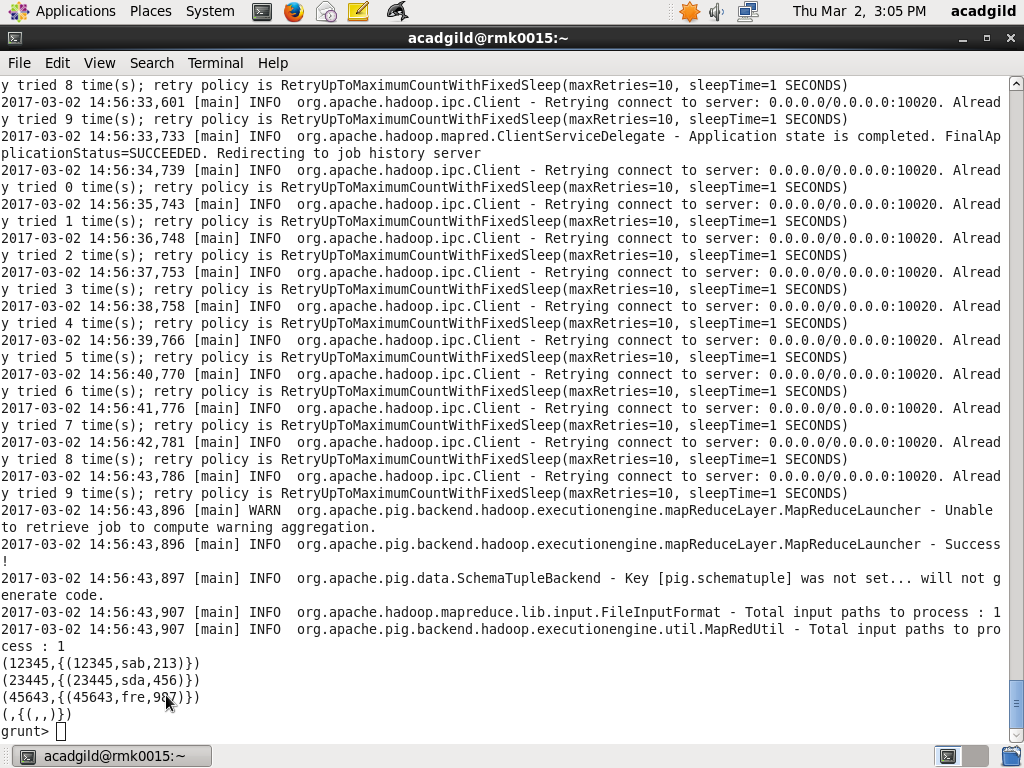 Applications Places System Thu Mar 2, 3:05 PM acadgild
acadgild@rmk0015:~
File Edit View Search Terminal Help
y tried 8 time(s); retry policy is RetryUpToMaximumCountWithFixedSleep(maxRetries=10, sleepTime=1 SECONDS)
2017-03-02 14:56:33,601 [main] INFO  org.apache.hadoop.ipc.Client - Retrying connect to server: 0.0.0.0/0.0.0.0:10020. Alread
y tried 9 time(s); retry policy is RetryUpToMaximumCountWithFixedSleep(maxRetries=10, sleepTime=1 SECONDS)
2017-03-02 14:56:33,733 [main] INFO  org.apache.hadoop.mapred.ClientServiceDelegate - Application state is completed. FinalAp
plicationStatus=SUCCEEDED. Redirecting to job history server
2017-03-02 14:56:34,739 [main] INFO  org.apache.hadoop.ipc.Client - Retrying connect to server: 0.0.0.0/0.0.0.0:10020. Alread
y tried 0 time(s); retry policy is RetryUpToMaximumCountWithFixedSleep(maxRetries=10, sleepTime=1 SECONDS)
2017-03-02 14:56:35,743 [main] INFO  org.apache.hadoop.ipc.Client - Retrying connect to server: 0.0.0.0/0.0.0.0:10020. Alread
y tried 1 time(s); retry policy is RetryUpToMaximumCountWithFixedSleep(maxRetries=10, sleepTime=1 SECONDS)
2017-03-02 14:56:36,748 [main] INFO  org.apache.hadoop.ipc.Client - Retrying connect to server: 0.0.0.0/0.0.0.0:10020. Alread
y tried 2 time(s); retry policy is RetryUpToMaximumCountWithFixedSleep(maxRetries=10, sleepTime=1 SECONDS)
2017-03-02 14:56:37,753 [main] INFO  org.apache.hadoop.ipc.Client - Retrying connect to server: 0.0.0.0/0.0.0.0:10020. Alread
y tried 3 time(s); retry policy is RetryUpToMaximumCountWithFixedSleep(maxRetries=10, sleepTime=1 SECONDS)
2017-03-02 14:56:38,758 [main] INFO  org.apache.hadoop.ipc.Client - Retrying connect to server: 0.0.0.0/0.0.0.0:10020. Alread
y tried 4 time(s); retry policy is RetryUpToMaximumCountWithFixedSleep(maxRetries=10, sleepTime=1 SECONDS)
2017-03-02 14:56:39,766 [main] INFO  org.apache.hadoop.ipc.Client - Retrying connect to server: 0.0.0.0/0.0.0.0:10020. Alread
y tried 5 time(s); retry policy is RetryUpToMaximumCountWithFixedSleep(maxRetries=10, sleepTime=1 SECONDS)
2017-03-02 14:56:40,770 [main] INFO  org.apache.hadoop.ipc.Client - Retrying connect to server: 0.0.0.0/0.0.0.0:10020. Alread
y tried 6 time(s); retry policy is RetryUpToMaximumCountWithFixedSleep(maxRetries=10, sleepTime=1 SECONDS)
2017-03-02 14:56:41,776 [main] INFO  org.apache.hadoop.ipc.Client - Retrying connect to server: 0.0.0.0/0.0.0.0:10020. Alread
y tried 7 time(s); retry policy is RetryUpToMaximumCountWithFixedSleep(maxRetries=10, sleepTime=1 SECONDS)
2017-03-02 14:56:42,781 [main] INFO  org.apache.hadoop.ipc.Client - Retrying connect to server: 0.0.0.0/0.0.0.0:10020. Alread
y tried 8 time(s); retry policy is RetryUpToMaximumCountWithFixedSleep(maxRetries=10, sleepTime=1 SECONDS)
2017-03-02 14:56:43,786 [main] INFO  org.apache.hadoop.ipc.Client - Retrying connect to server: 0.0.0.0/0.0.0.0:10020. Alread
y tried 9 time(s); retry policy is RetryUpToMaximumCountWithFixedSleep(maxRetries=10, sleepTime=1 SECONDS)
2017-03-02 14:56:43,896 [main] WARN  org.apache.pig.backend.hadoop.executionengine.mapReduceLayer.MapReduceLauncher - Unable
to retrieve job to compute warning aggregation.
2017-03-02 14:56:43,896 [main] INFO  org.apache.pig.backend.hadoop.executionengine.mapReduceLayer.MapReduceLauncher - Success
!
2017-03-02 14:56:43,897 [main] INFO  org.apache.pig.data.SchemaTupleBackend - Key [pig.schematuple] was not set... will not g
enerate code.
2017-03-02 14:56:43,907 [main] INFO  org.apache.hadoop.mapreduce.lib.input.FileInputFormat - Total input paths to process : 1
2017-03-02 14:56:43,907 [main] INFO  org.apache.pig.backend.hadoop.executionengine.util.MapRedUtil - Total input paths to pro
cess : 1
(12345,{(12345,sab,213)})
(23445,{(23445,sda,456)})
(45643,{(45643,fre,987)})
(,{(,,)})
grunt>
acadgild@rmk0015:~